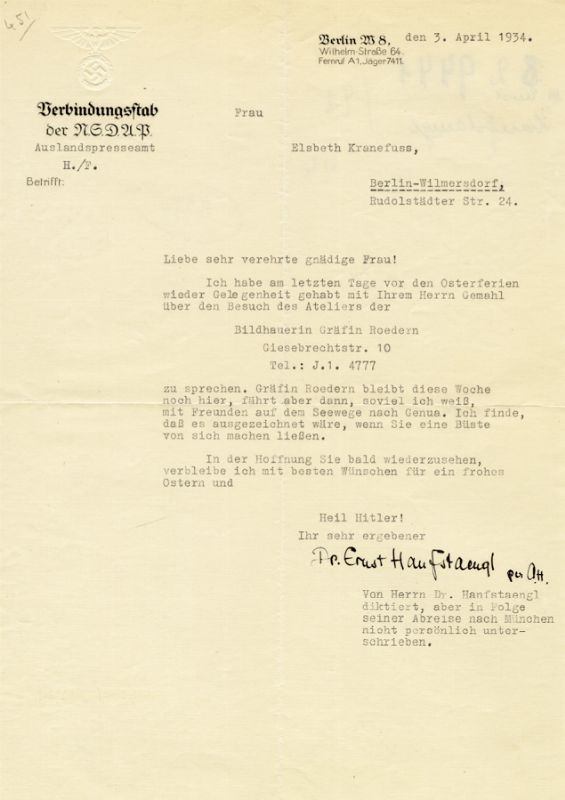 451/
Berlin W 8, den 3. April 1934.
Wilhelm-Straße 64.
Fernruf A1, Jäger 7411.
Verbindungsstab
der N.S.D.A.P.
Auslandspresseamt
H./F.
Betrifft:
Frau
Elsbeth Kranefuss,
Berlin-Wilmersdorf,
Rudolstädter Str. 24.
Liebe sehr verehrte gnädige Frau!
Ich habe am letzten Tage vor den Osterferien
wieder Gelegenheit gehabt mit Ihrem Herrn Gemahl
über den Besuch des Ateliers der
Bildhauerin Gräfin Roedern
Giesebrechtstr. 10
Tel.: J.1. 4777
zu sprechen. Gräfin Roedern bleibt diese Woche
noch hier, fährt aber dann, soviel ich weiß,
mit Freunden auf dem Seewege nach Genua. Ich finde,
daß es ausgezeichnet wäre, wenn Sie eine Büste
von sich machen ließen.
In der Hoffnung Sie bald wiederzusehen,
verbleibe ich mit besten Wünschen für ein frohes
Ostern und
Heil Hitler!
Ihr sehr ergebener
Dr. Ernst Hanfstaengl
Von Herrn Dr. Hanfstaengl
diktiert, aber in Folge
seiner Abreise nach München
nicht persönlich unter-
schrieben.